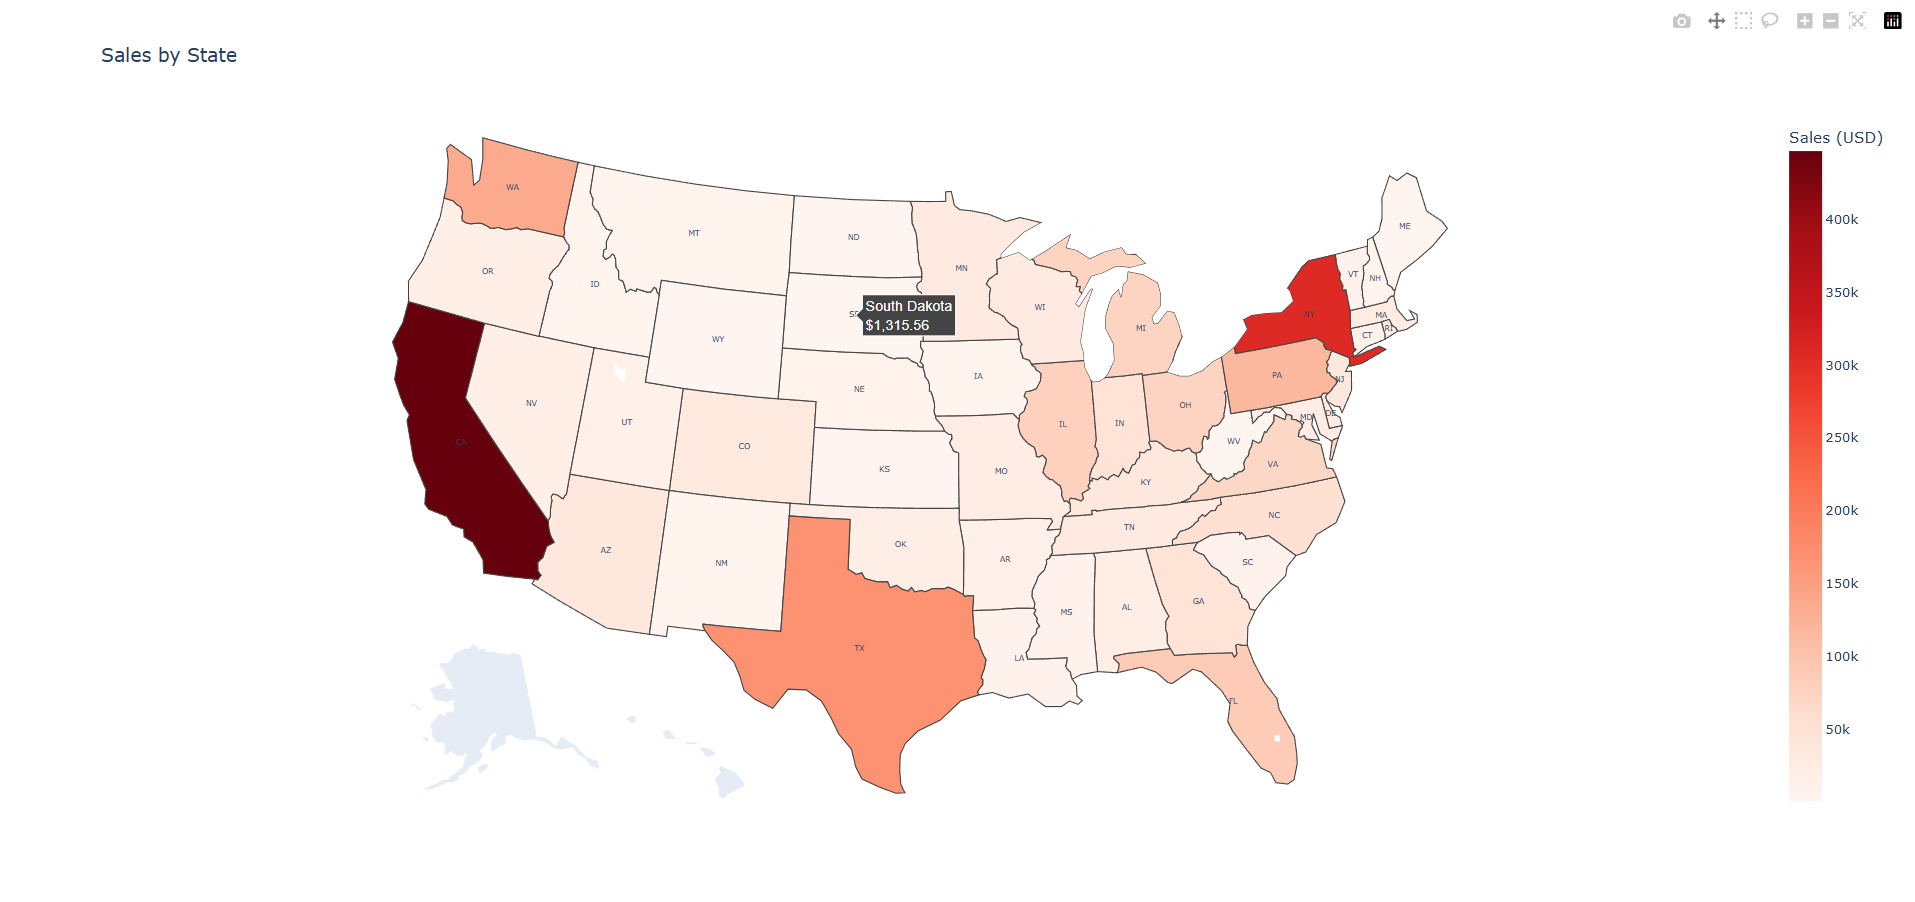 Sales by State
Sales (USD)
WA
MT
ND
MN
ME
OR
ID
SD
South Dakota
$1,315.56
WI
MI
VT
NH
NY
MA
CT
RI
WY
IA
NE
PA
NJ
NV
UT
CO
IL
IN
OH
MD
DE
WV
KS
MO
KY
VA
AZ
NM
OK
AR
TN
NC
SC
MS
AL
GA
TX
LA
FL
CA
400k
350k
300k
250k
200k
150k
100k
50k